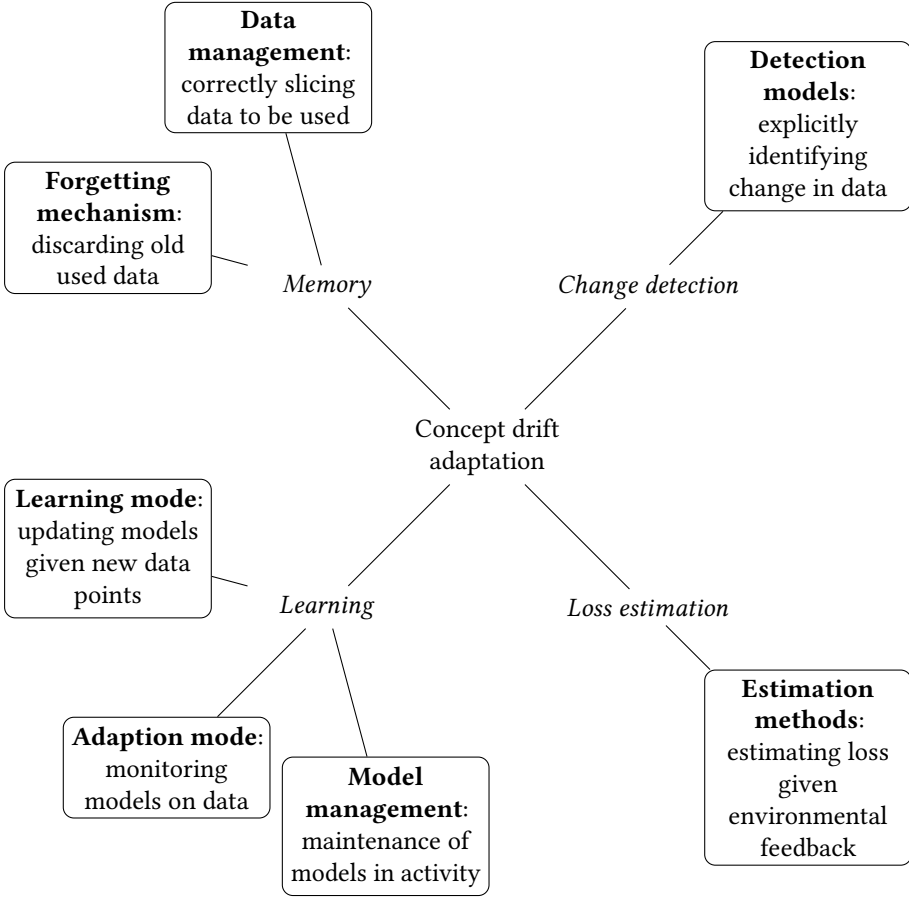 Data
management:
correctly slicing
data to be used
Detection
models:
explicitly
identifying
change in data
Forgetting
mechanism:
discarding old
used data
Memory
Change detection
Concept drift
adaptation
Learning mode:
updating models
given new data
points
Learning
Loss estimation
Adaption mode:
monitoring
models on data
Model
management:
maintenance of
models in activity
Estimation
methods:
estimating loss
given
environmental
feedback